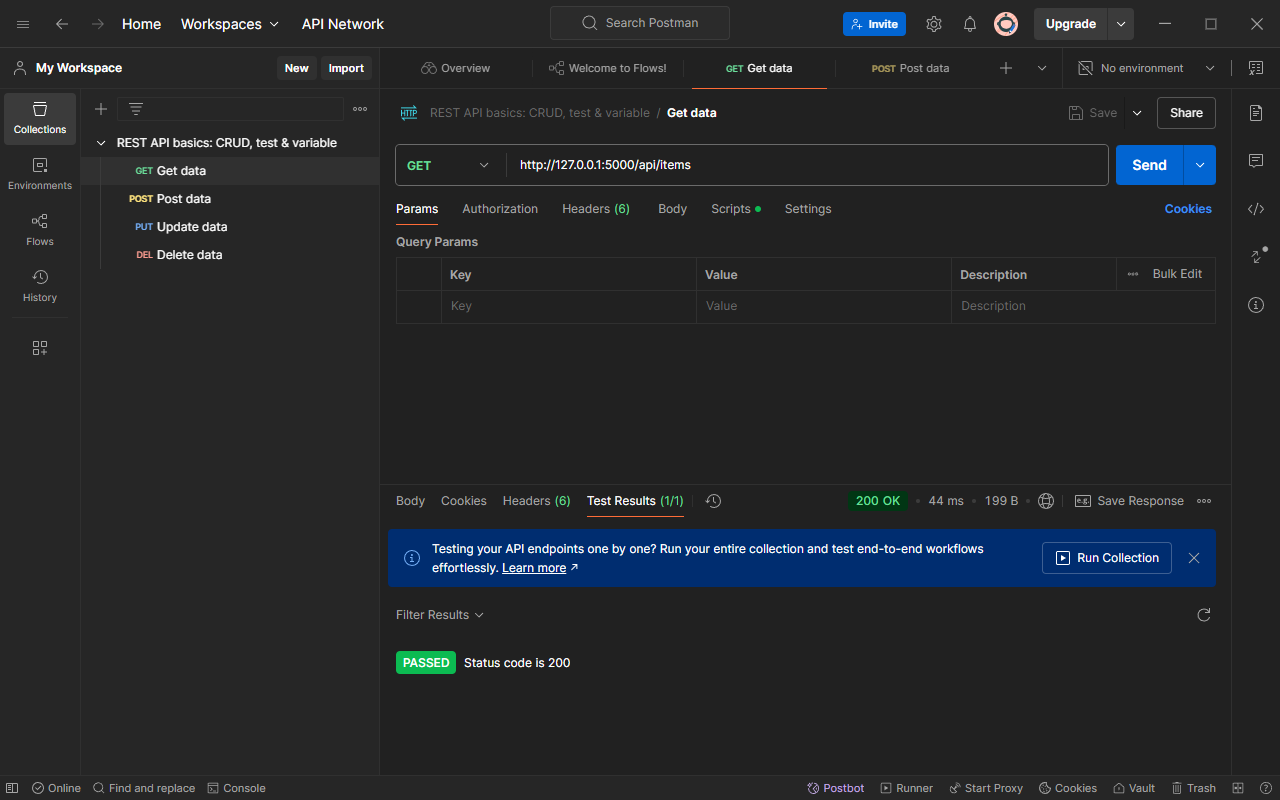 Home Workspaces API Network Search Postman Invite Upgrade
My Workspace New Import Overview Welcome to Flows! GET Get data POST Post data No environment
Collections
Environments
Flows
History
REST API basics: CRUD, test & variable
GET Get data
POST Post data
PUT Update data
DEL Delete data
HTTP REST API basics: CRUD, test & variable / Get data Save Share
GET http://127.0.0.1:5000/api/items Send
Params Authorization Headers (6) Body Scripts Settings Cookies
Query Params
Key Value Description Bulk Edit
Key Value Description
Body Cookies Headers (6) Test Results (1/1) 200 OK 44 ms 199 B e.g. Save Response
Testing your API endpoints one by one? Run your entire collection and test end-to-end workflows
effortlessly. Learn more
Run Collection
Filter Results
PASSED Status code is 200
Online Find and replace Console Postbot Runner Start Proxy Cookies Vault Trash